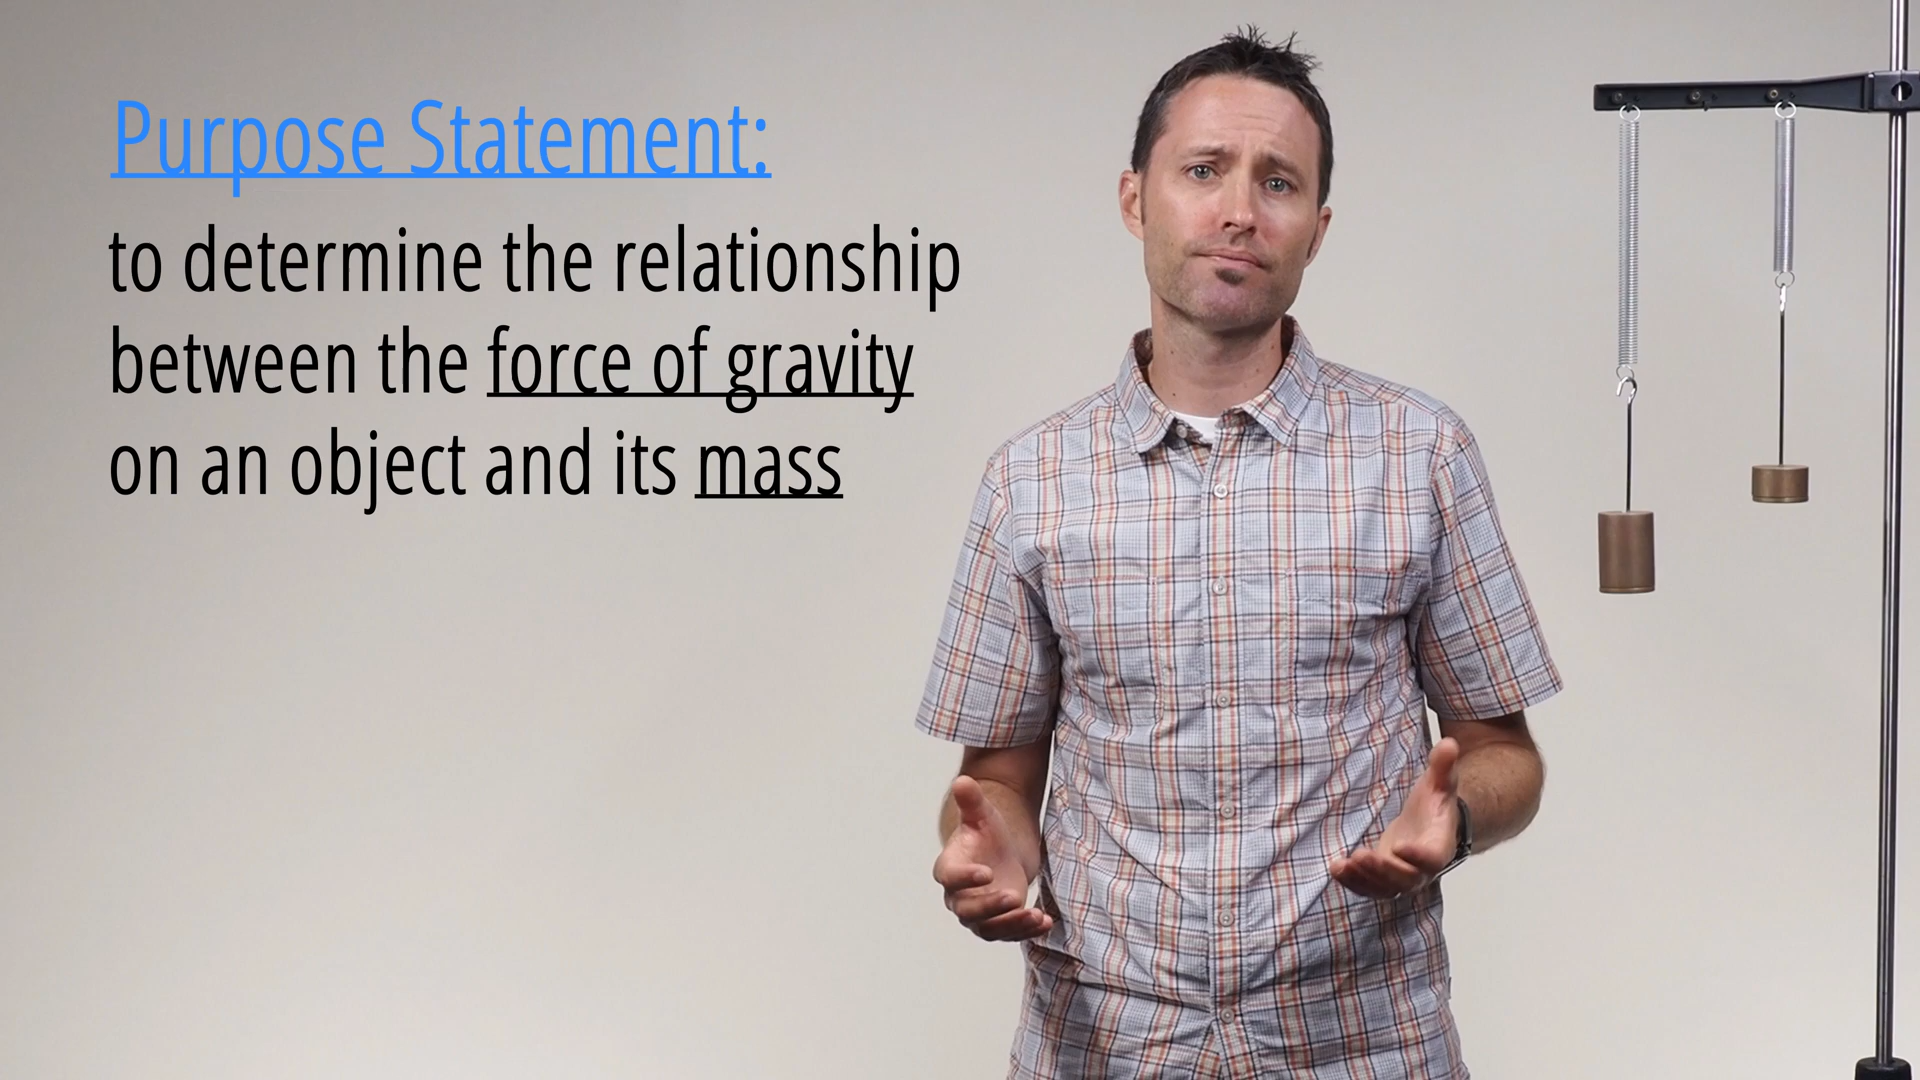 Purpose Statement:
to determine the relationship
between the force of gravity
on an object and its mass